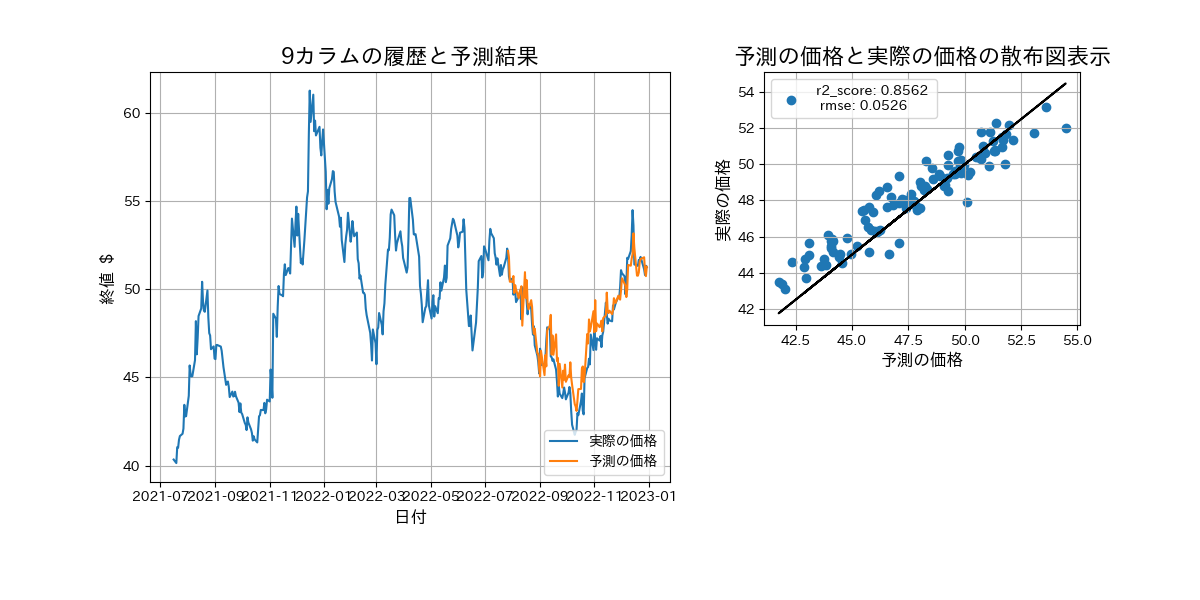 9カラムの履歴と予測結果
終値 $
60
55
50
45
40
実際の価格
予測の価格
2021-07 2021-09 2021-11 2022-01 2022-03 2022-05 2022-07 2022-09 2022-11 2023-01
日付
予測の価格と実際の価格の散布図表示
実際の価格
54
52
50
48
46
44
42
r2_score: 0.8562
rmse: 0.0526
42.5 45.0 47.5 50.0 52.5 55.0
予測の価格